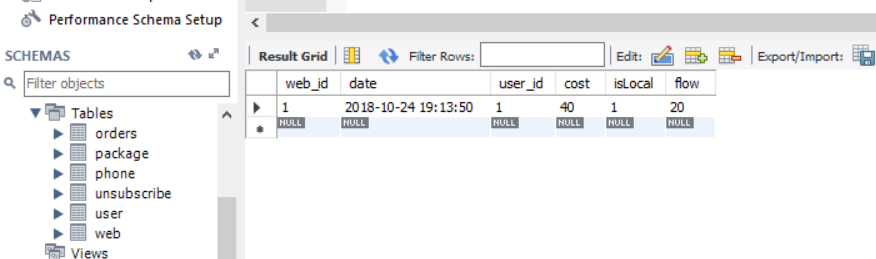 Performance Schema Setup
SCHEMAS
Filter objects
Tables
orders
package
phone
unsubscribe
user
web
Views
Result Grid Filter Rows: Edit: Export/Import:
web_id date user_id cost isLocal flow
1 2018-10-24 19:13:50 1 40 1 20
NULL NULL NULL NULL NULL NULL